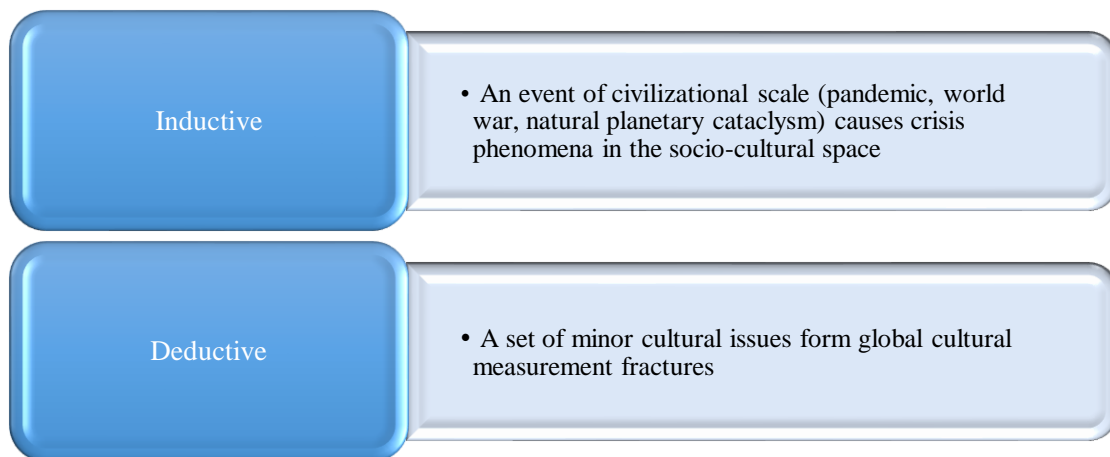 Inductive
• An event of civilizational scale (pandemic, world
war, natural planetary cataclysm) causes crisis
phenomena in the socio-cultural space
Deductive
• A set of minor cultural issues form global cultural
measurement fractures